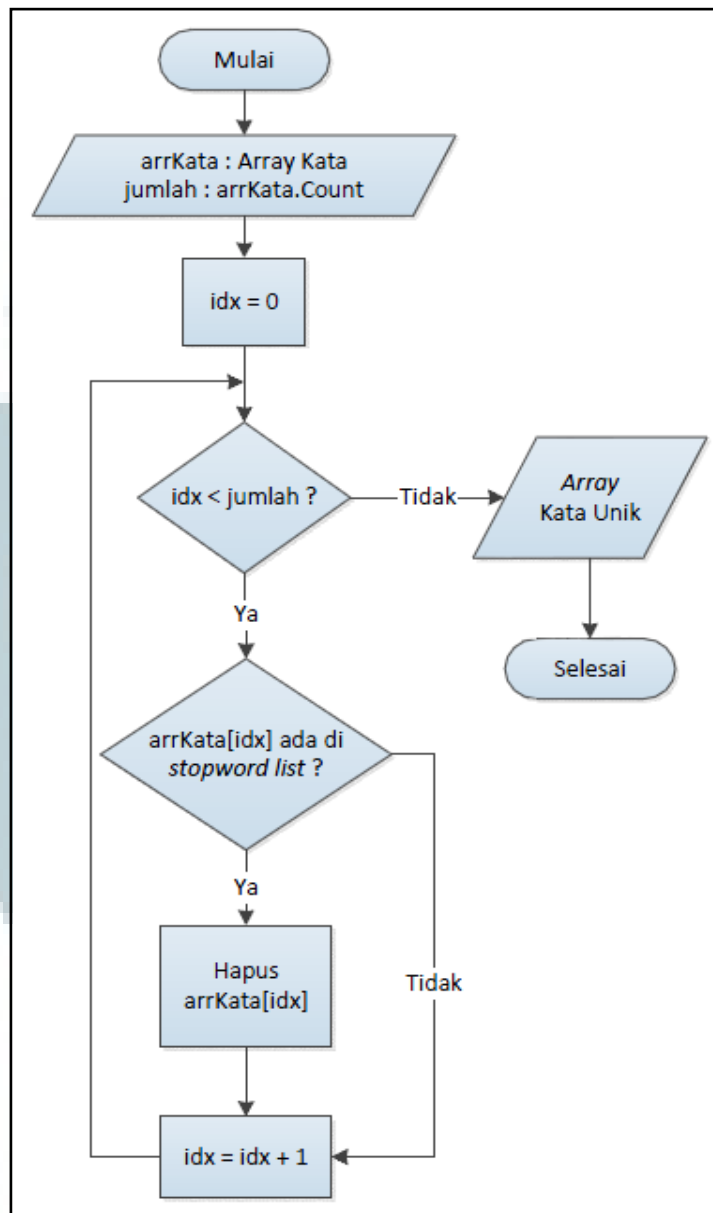 Mulai
arrKata : Array Kata
jumlah : arrKata.Count
idx = 0
idx < jumlah ?
Tidak
Array
Kata Unik
Ya
Selesai
arrKata[idx] ada di
stopword list ?
Ya
Hapus
arrKata[idx]
Tidak
idx = idx + 1